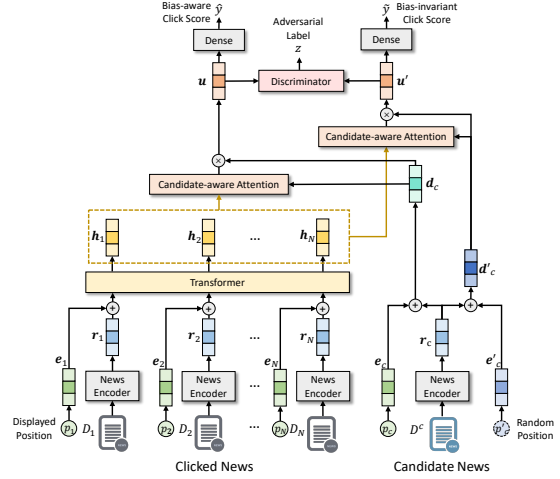 Bias-aware Click Score ŷ
Adversarial Label z
ỹ Bias-invariant Click Score
Dense
Dense
u
Discriminator
u'
Candidate-aware Attention
Candidate-aware Attention
d_c
h_1 h_2 ... h_N
d'_c
Transformer
r_1 r_2 ... r_N r_c
e_1 e_2 e_N e_c e'_c
News Encoder
News Encoder
...
News Encoder
News Encoder
Displayed Position
p_1 D_1 p_2 D_2 ... p_N D_N p_c D^c p'_c
Random Position
Clicked News
Candidate News